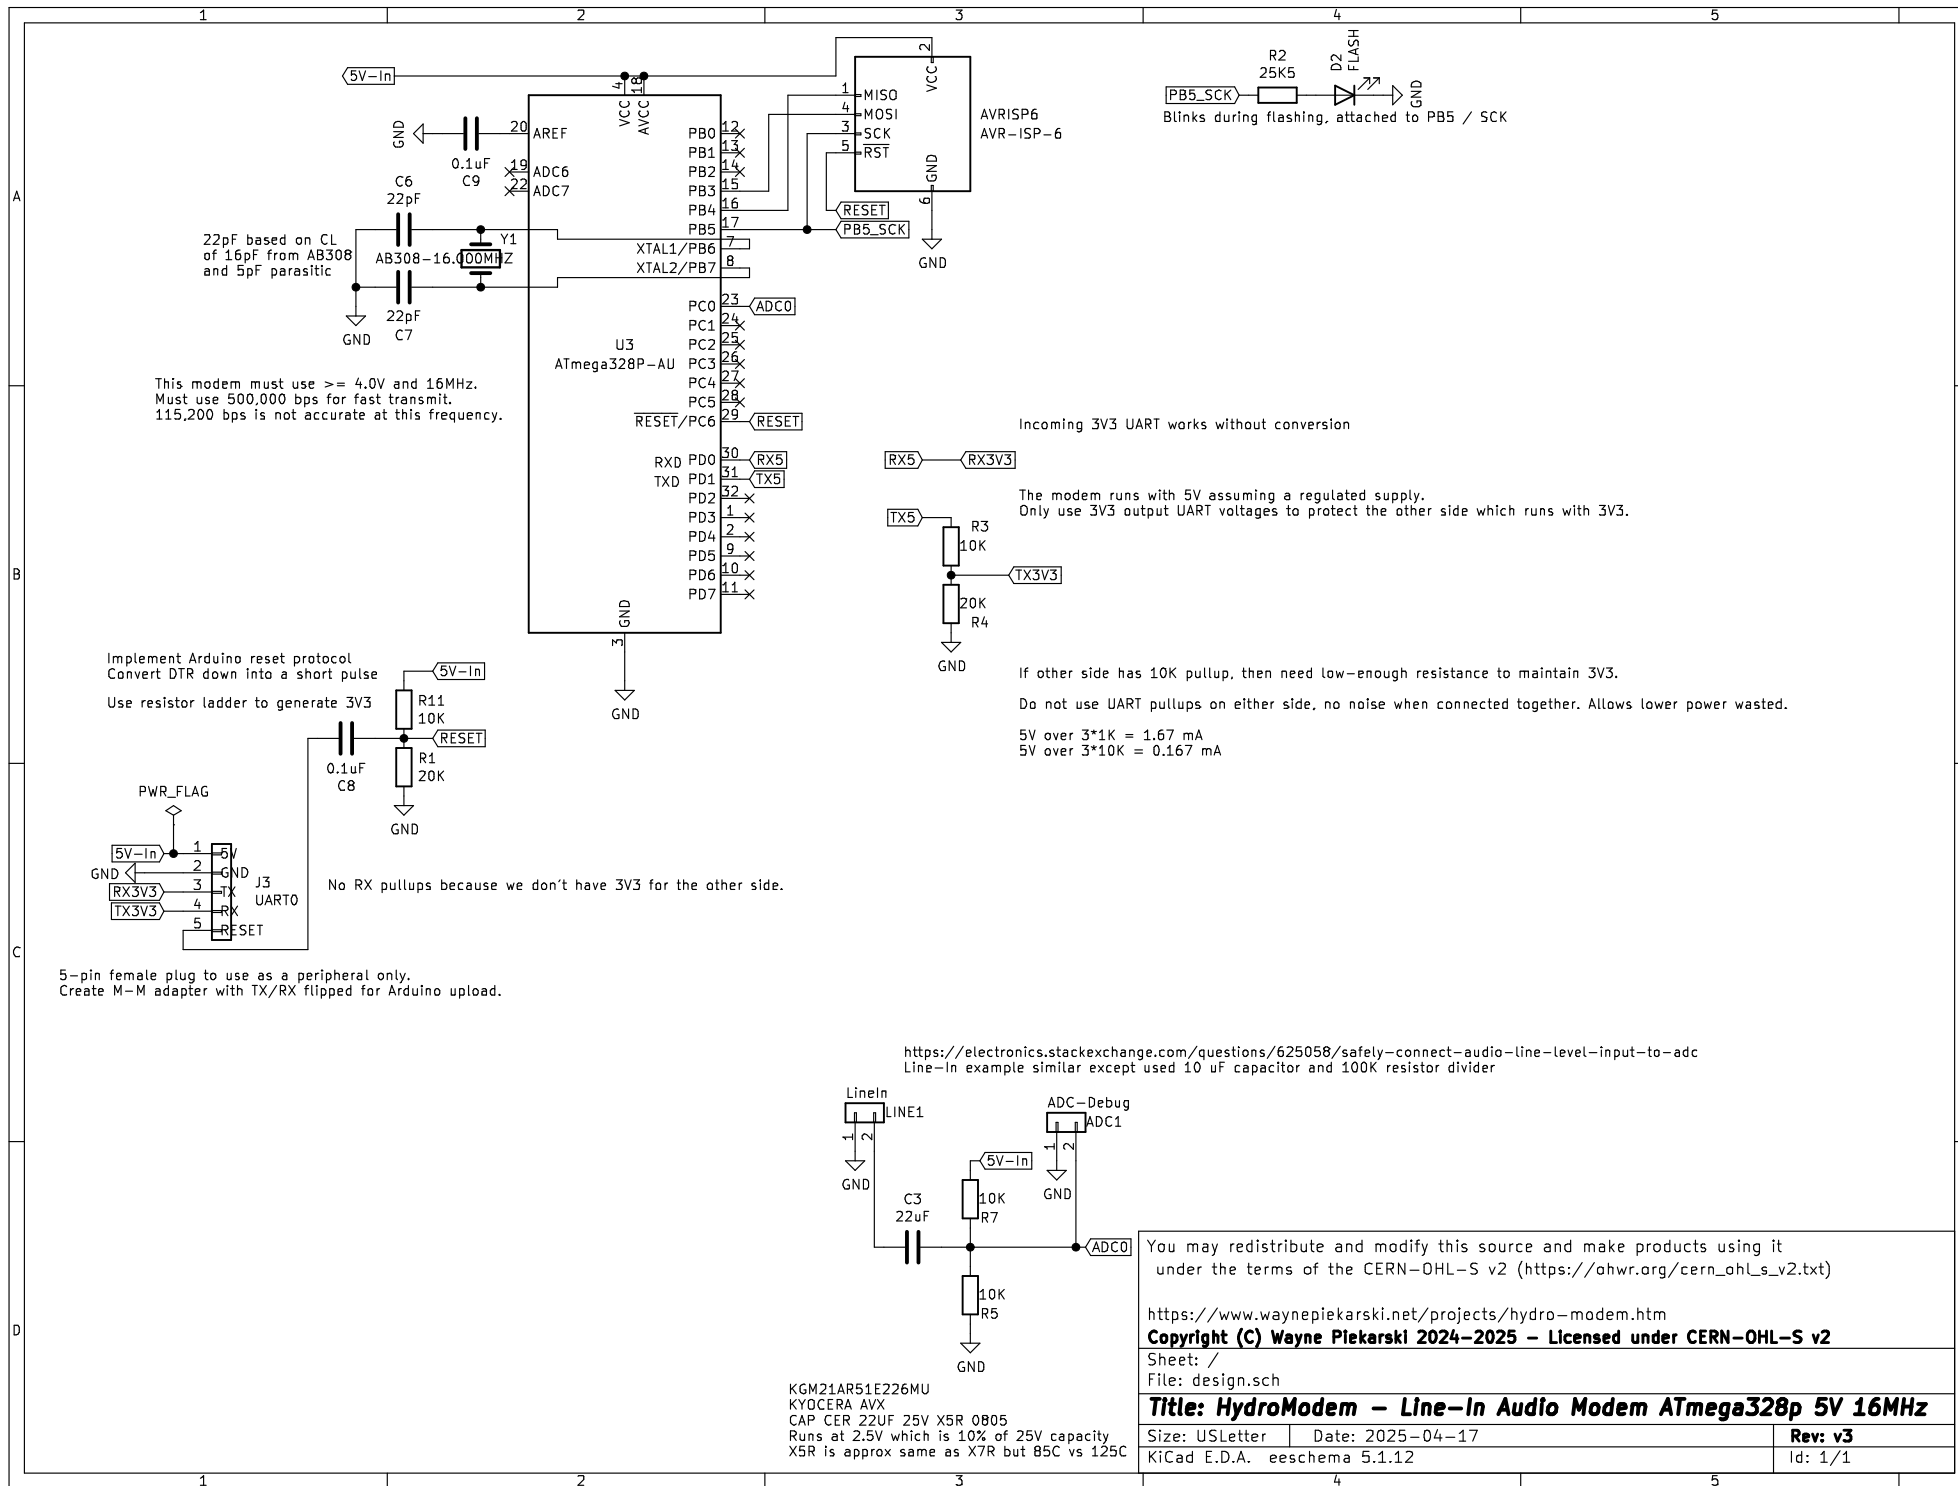 1 2 3 4 5
A
B
C
D
5V-In
4
VCC
18
AVCC
GND
0.1uF
C9
20 AREF
19 ADC6
22 ADC7
PB0 12
PB1 13
PB2 14
PB3 15
PB4 16
PB5 17
XTAL1/PB6 7
XTAL2/PB7 8
PC0 23 ADC0
PC1 24
PC2 25
PC3 26
PC4 27
PC5 28
RESET/PC6 29 RESET
RXD PD0 30 RX5
TXD PD1 31 TX5
PD2 32
PD3 1
PD4 2
PD5 9
PD6 10
PD7 11
U3
ATmega328P-AU
GND
3
GND
C6
22pF
Y1
AB308-16.000MHZ
22pF
C7
GND
22pF based on CL
of 16pF from AB308
and 5pF parasitic
This modem must use >= 4.0V and 16MHz.
Must use 500,000 bps for fast transmit.
115,200 bps is not accurate at this frequency.
2
VCC
1 MISO
4 MOSI
3 SCK
5 RST
GND
6
GND
AVRISP6
AVR-ISP-6
RESET
PB5_SCK
R2
25K5
D2
FLASH
PB5_SCK
GND
Blinks during flashing, attached to PB5 / SCK
Incoming 3V3 UART works without conversion
RX5 RX3V3
The modem runs with 5V assuming a regulated supply.
Only use 3V3 output UART voltages to protect the other side which runs with 3V3.
TX5
R3
10K
TX3V3
20K
R4
GND
If other side has 10K pullup, then need low-enough resistance to maintain 3V3.
Do not use UART pullups on either side, no noise when connected together. Allows lower power wasted.
5V over 3*1K = 1.67 mA
5V over 3*10K = 0.167 mA
Implement Arduino reset protocol
Convert DTR down into a short pulse
Use resistor ladder to generate 3V3
5V-In
R11
10K
RESET
0.1uF
C8
R1
20K
GND
PWR_FLAG
5V-In 1 5V
GND 2 GND
RX3V3 3 TX
TX3V3 4 RX
5 RESET
J3
UART0
No RX pullups because we don't have 3V3 for the other side.
5-pin female plug to use as a peripheral only.
Create M-M adapter with TX/RX flipped for Arduino upload.
https://electronics.stackexchange.com/questions/625058/safely-connect-audio-line-level-input-to-adc
Line-In example similar except used 10 uF capacitor and 100K resistor divider
LineIn
LINE1
1 2
GND
ADC-Debug
ADC1
1 2
GND
5V-In
10K
R7
C3
22uF
ADC0
10K
R5
GND
KGM21AR51E226MU
KYOCERA AVX
CAP CER 22UF 25V X5R 0805
Runs at 2.5V which is 10% of 25V capacity
X5R is approx same as X7R but 85C vs 125C
You may redistribute and modify this source and make products using it
under the terms of the CERN-OHL-S v2 (https://ohwr.org/cern_ohl_s_v2.txt)
https://www.waynepiekarski.net/projects/hydro-modem.htm
Copyright (C) Wayne Piekarski 2024-2025 - Licensed under CERN-OHL-S v2
Sheet: /
File: design.sch
Title: HydroModem - Line-In Audio Modem ATmega328p 5V 16MHz
Size: USLetter Date: 2025-04-17 Rev: v3
KiCad E.D.A. eeschema 5.1.12 Id: 1/1
1 2 3 4 5